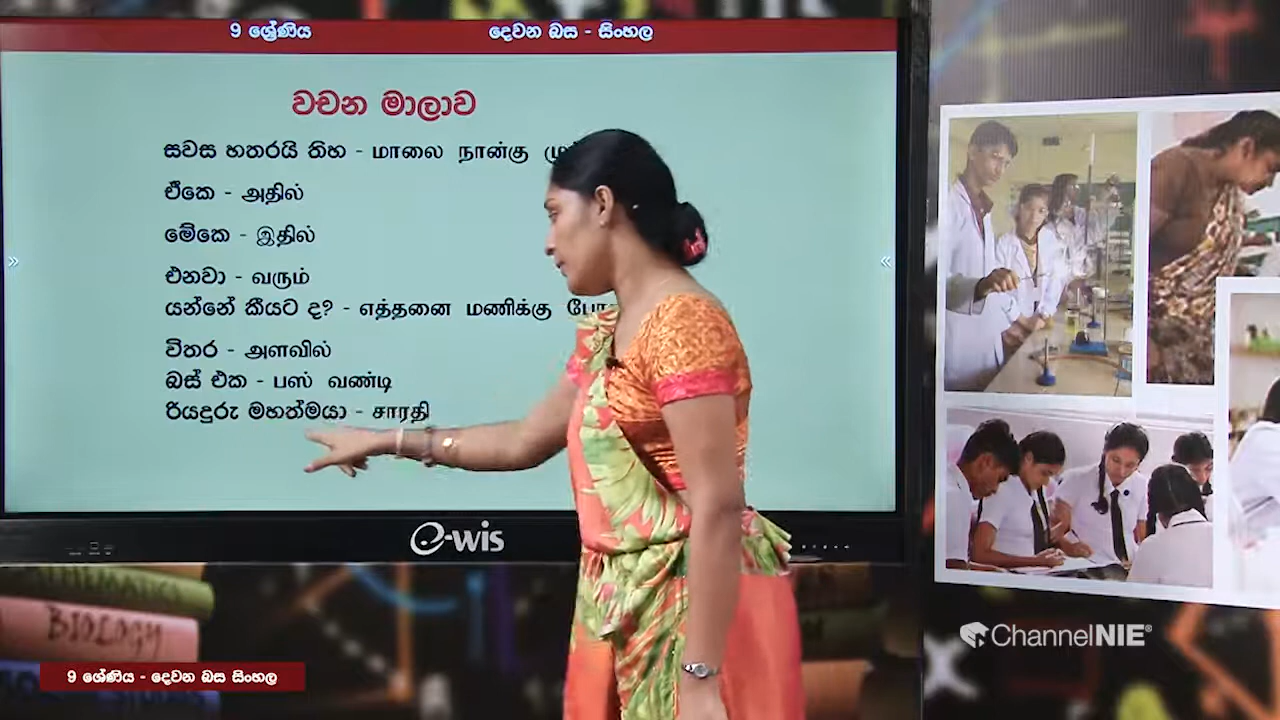 9 ශ්‍රේණිය
දෙවන බස - සිංහල
වචන මාලාව
සවස හතරයි තිහ - மாலை நான்கு
ඒකෙ - அதில்
මේකෙ - இதில்
එනවා - வரும்
යන්නේ කීයට ද? - எத்தனை மணிக்கு
විතර - அளவில்
බස් එක - பஸ் வண்டி
රියදුරු මහත්මයා - சாரதி
e-wis
MATHEMATICS
BIOLOGY
ChannelNIE®
9 ශ්‍රේණිය - දෙවන බස සිංහල